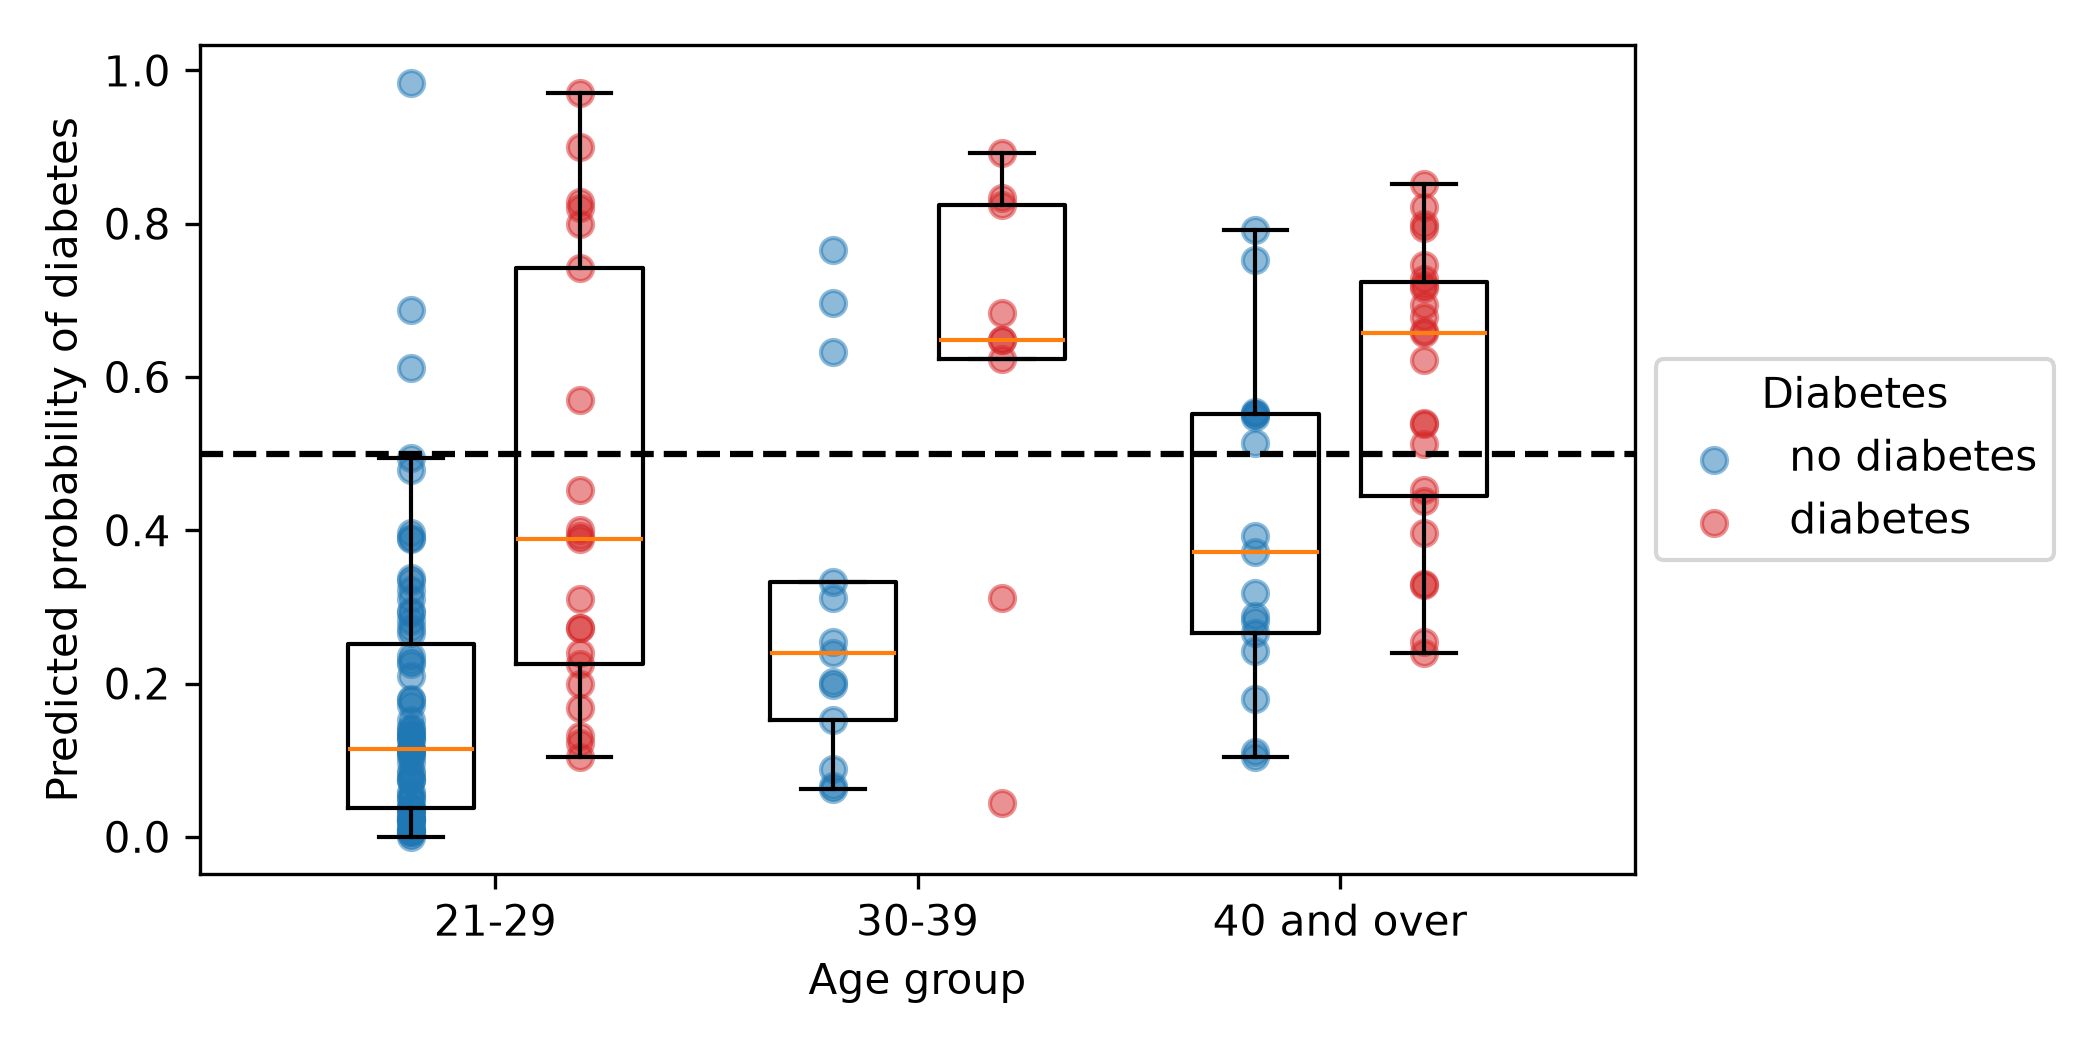 Predicted probability of diabetes
1.0
0.8
0.6
0.4
0.2
0.0
21-29
30-39
40 and over
Age group
Diabetes
no diabetes
diabetes